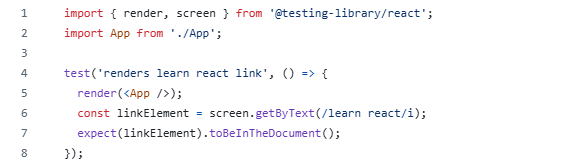 1 import { render, screen } from '@testing-library/react';
2 import App from './App';
3
4 test('renders learn react link', () => {
5   render(<App />);
6   const linkElement = screen.getByText(/learn react/i);
7   expect(linkElement).toBeInTheDocument();
8 });